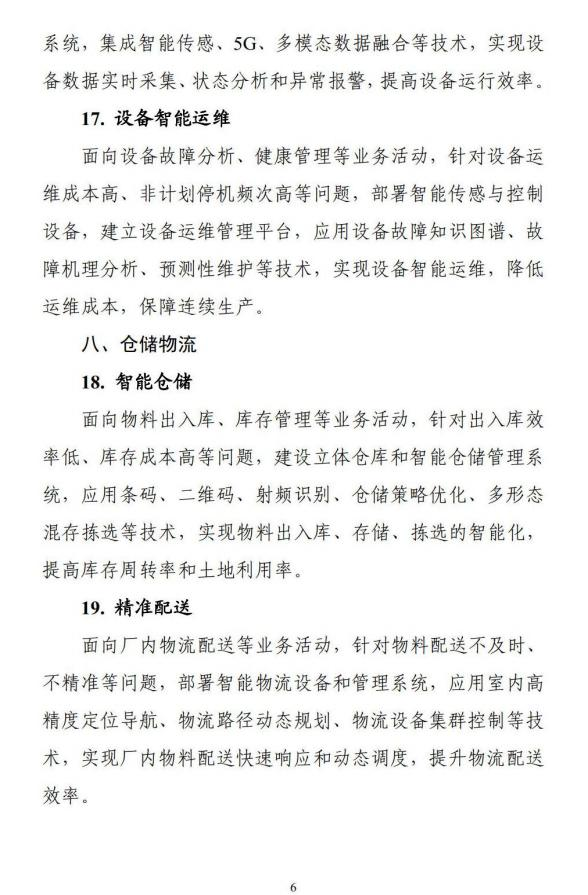 系统，集成智能传感、5G、多模态数据融合等技术，实现设
备数据实时采集、状态分析和异常报警，提高设备运行效率。
17. 设备智能运维
面向设备故障分析、健康管理等业务活动，针对设备运
维成本高、非计划停机频次高等问题，部署智能传感与控制
设备，建立设备运维管理平台，应用设备故障知识图谱、故
障机理分析、预测性维护等技术，实现设备智能运维，降低
运维成本，保障连续生产。
八、仓储物流
18. 智能仓储
面向物料出入库、库存管理等业务活动，针对出入库效
率低、库存成本高等问题，建设立体仓库和智能仓储管理系
统，应用条码、二维码、射频识别、仓储策略优化、多形态
混存拣选等技术，实现物料出入库、存储、拣选的智能化，
提高库存周转率和土地利用率。
19. 精准配送
面向厂内物流配送等业务活动，针对物料配送不及时、
不精准等问题，部署智能物流设备和管理系统，应用室内高
精度定位导航、物流路径动态规划、物流设备集群控制等技
术，实现厂内物料配送快速响应和动态调度，提升物流配送
效率。
6